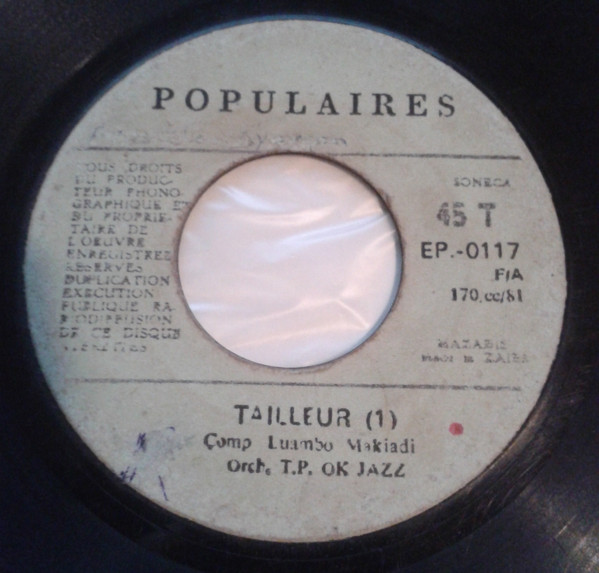 POPULAIRES
TOUS DROITS
DU PRODUC-
TEUR PHONO-
GRAPHIQUE ET
DU PROPRIE-
TAIRE DE
L OEUVRE
ENREGISTREE
RESERVES
DUPLICATION
EXECUTION
PUBLIQUE RA-
DIODIFFUSION
DE CE DISQUE
SONECA
45 T
EP.-0117
F/A
170.cc/81
MAZADIS
made in ZAIRE
TAILLEUR (1)
Comp Luambo Makiadi
Orch. T.P. OK JAZZ